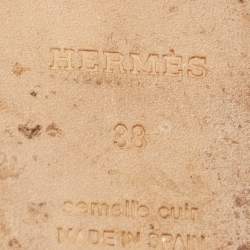 HERMÈS
38
semelle cuir
MADE IN SPAIN